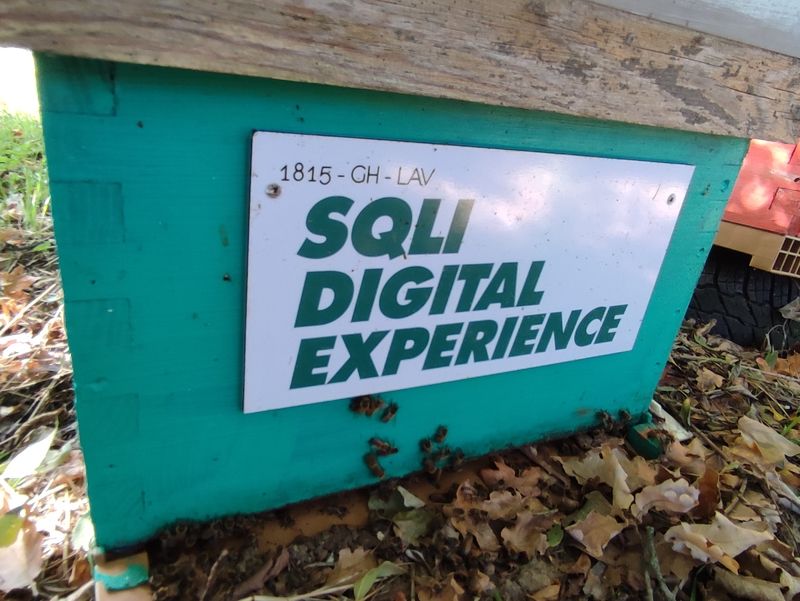 1815 - GH - LAV
SQLI
DIGITAL
EXPERIENCE